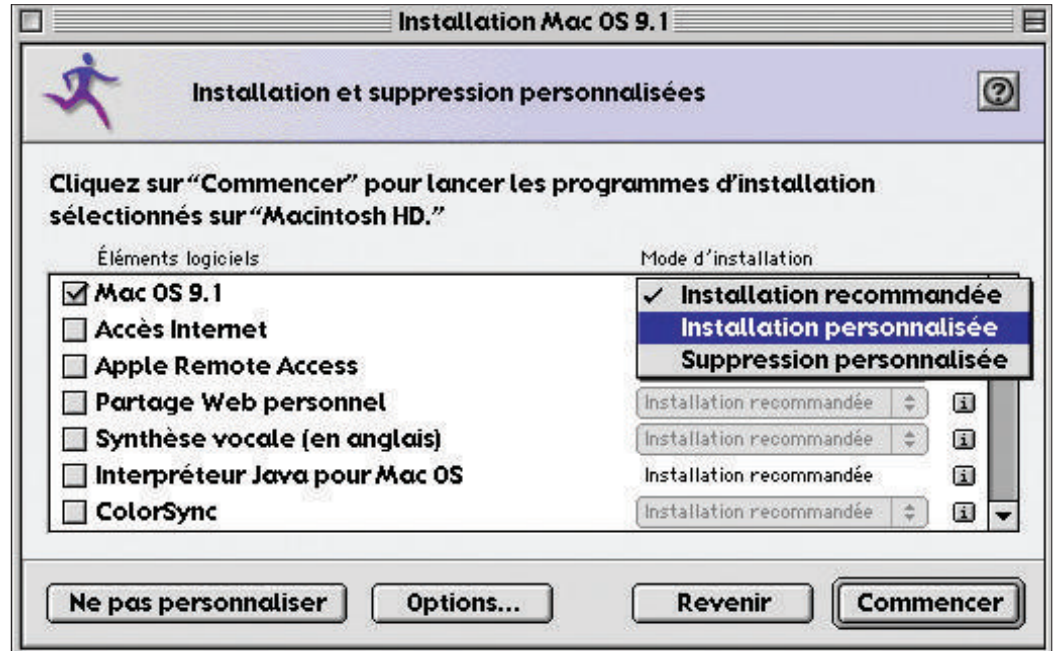 Installation Mac OS 9.1
Installation et suppression personnalisées
Cliquez sur “Commencer” pour lancer les programmes d’installation
sélectionnés sur “Macintosh HD.”
Éléments logiciels Mode d’installation
Mac OS 9.1 ✓ Installation recommandée
Accès Internet Installation personnalisée
Apple Remote Access Suppression personnalisée
Partage Web personnel Installation recommandée
Synthèse vocale (en anglais) Installation recommandée
Interpréteur Java pour Mac OS Installation recommandée
ColorSync Installation recommandée
Ne pas personnaliser Options... Revenir Commencer